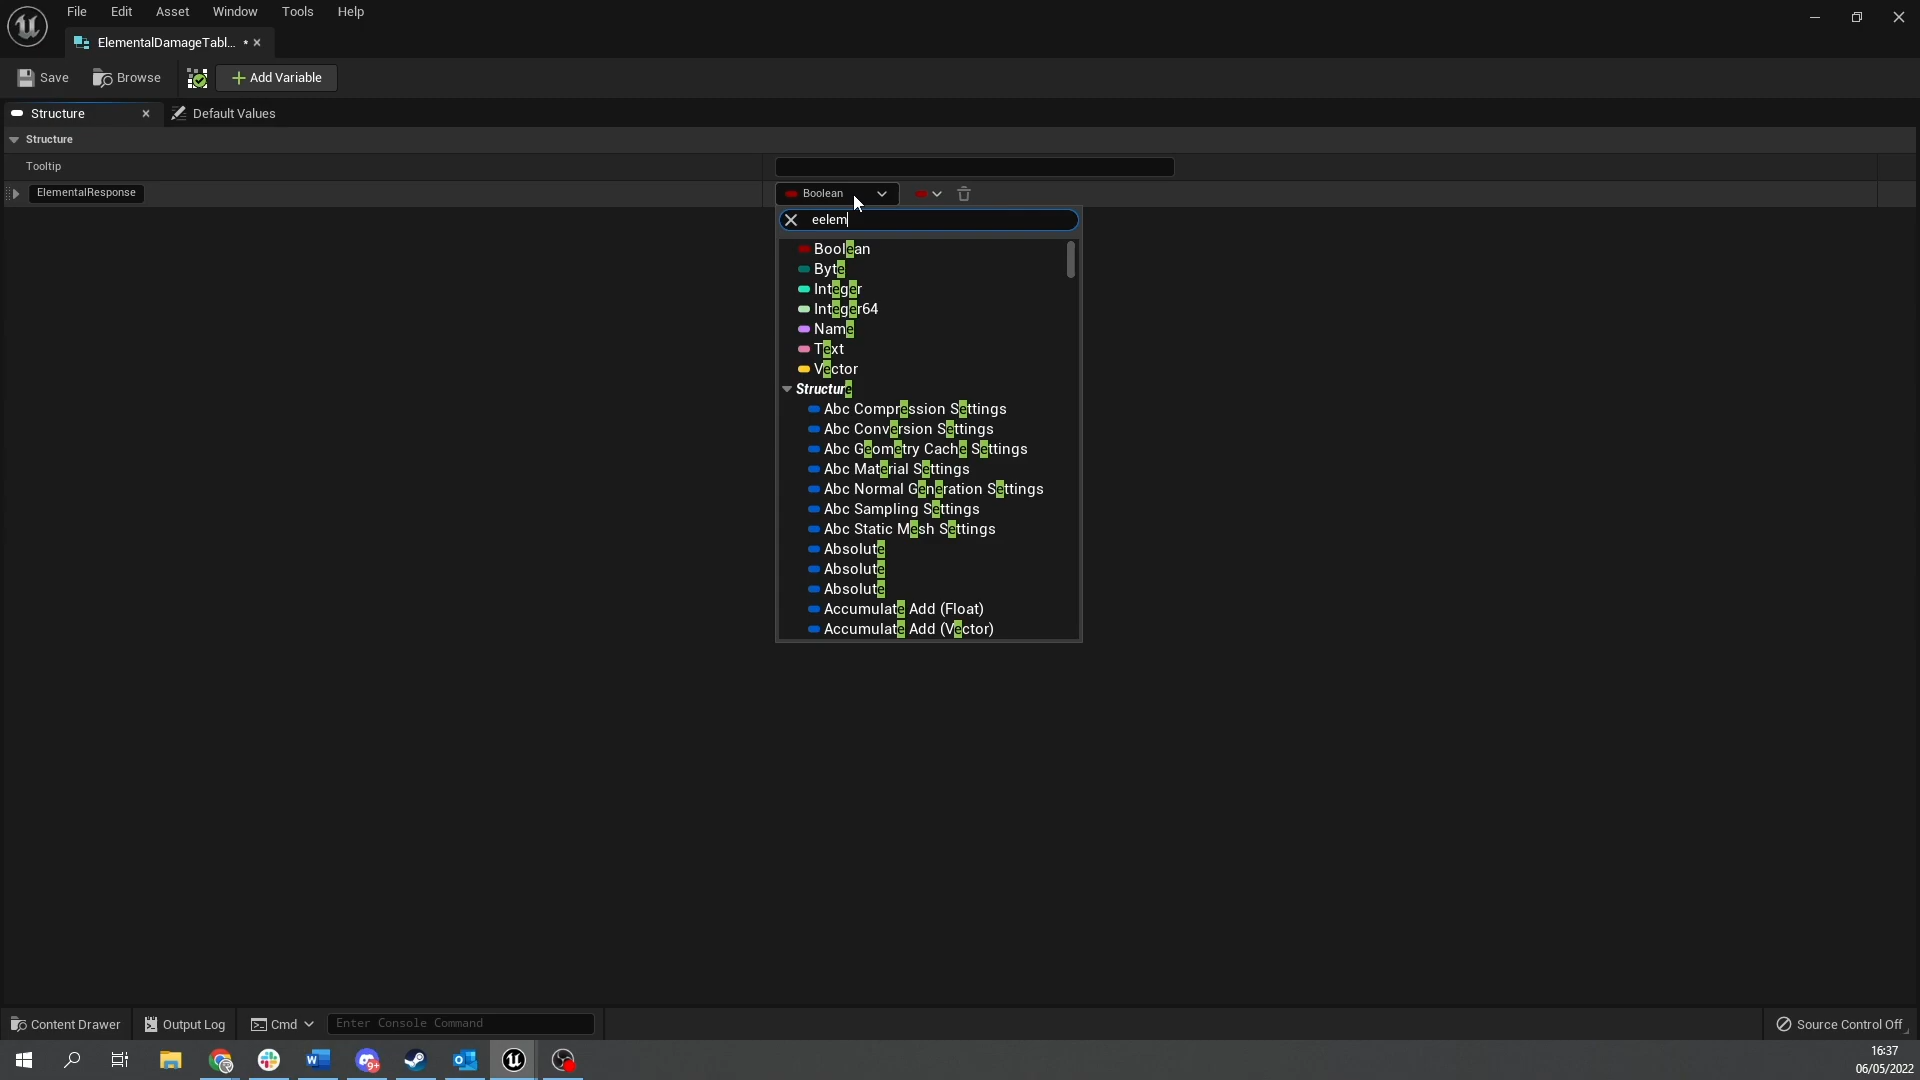 File Edit Asset Window Tools Help
ElementalDamageTabl... *
Save Browse Add Variable
Structure Default Values
Structure
Tooltip
ElementalResponse Boolean
eelem
Boolean
Byte
Integer
Integer64
Name
Text
Vector
Structure
Abc Compression Settings
Abc Conversion Settings
Abc Geometry Cache Settings
Abc Material Settings
Abc Normal Generation Settings
Abc Sampling Settings
Abc Static Mesh Settings
Absolute
Absolute
Absolute
Accumulate Add (Float)
Accumulate Add (Vector)
Content Drawer Output Log Cmd Enter Console Command Source Control Off
9+
16:37
06/05/2022